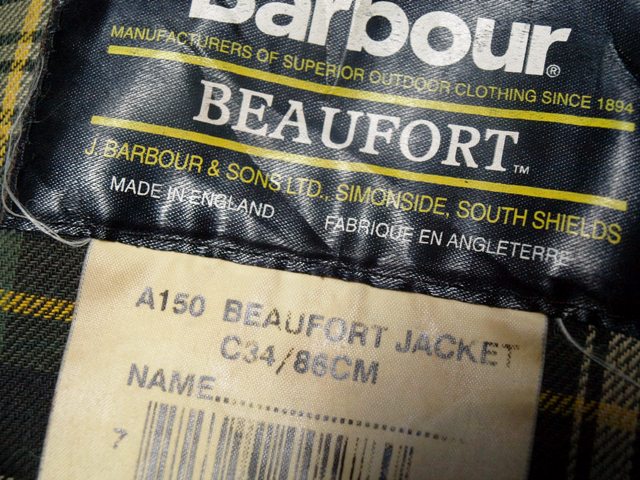 Barbour®
MANUFACTURERS OF SUPERIOR OUTDOOR CLOTHING SINCE 1894
BEAUFORT™
J. BARBOUR & SONS LTD., SIMONSIDE, SOUTH SHIELDS
MADE IN ENGLAND FABRIQUE EN ANGLETERRE
A150 BEAUFORT JACKET
C34/86CM
NAME
7